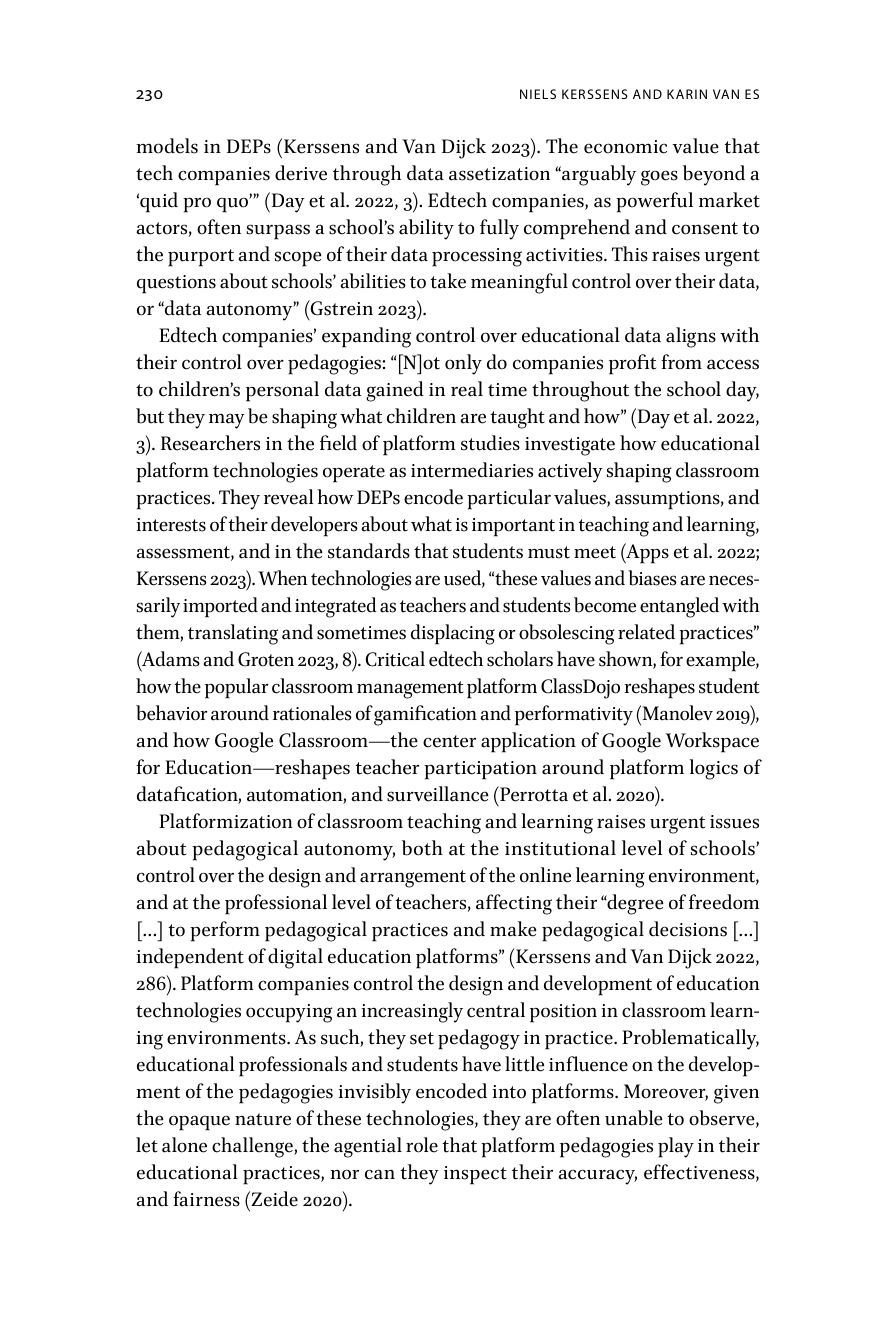 230
NIELS KERSSENS AND KARIN VAN ES
models in DEPs (Kerssens and Van Dijck 2023). The economic value that
tech companies derive through data assetization “arguably goes beyond a
‘quid pro quo’” (Day et al. 2022, 3). Edtech companies, as powerful market
actors, often surpass a school’s ability to fully comprehend and consent to
the purport and scope of their data processing activities. This raises urgent
questions about schools’ abilities to take meaningful control over their data,
or “data autonomy” (Gstrein 2023).
Edtech companies’ expanding control over educational data aligns with
their control over pedagogies: “[N]ot only do companies profit from access
to children’s personal data gained in real time throughout the school day,
but they may be shaping what children are taught and how” (Day et al. 2022,
3). Researchers in the field of platform studies investigate how educational
platform technologies operate as intermediaries actively shaping classroom
practices. They reveal how DEPs encode particular values, assumptions, and
interests of their developers about what is important in teaching and learning,
assessment, and in the standards that students must meet (Apps et al. 2022;
Kerssens 2023). When technologies are used, “these values and biases are neces-
sarily imported and integrated as teachers and students become entangled with
them, translating and sometimes displacing or obsolescing related practices”
(Adams and Groten 2023, 8). Critical edtech scholars have shown, for example,
how the popular classroom management platform ClassDojo reshapes student
behavior around rationales of gamification and performativity (Manolev 2019),
and how Google Classroom—the center application of Google Workspace
for Education—reshapes teacher participation around platform logics of
datafication, automation, and surveillance (Perrotta et al. 2020).
Platformization of classroom teaching and learning raises urgent issues
about pedagogical autonomy, both at the institutional level of schools’
control over the design and arrangement of the online learning environment,
and at the professional level of teachers, affecting their “degree of freedom
[…] to perform pedagogical practices and make pedagogical decisions […]
independent of digital education platforms” (Kerssens and Van Dijck 2022,
286). Platform companies control the design and development of education
technologies occupying an increasingly central position in classroom learn-
ing environments. As such, they set pedagogy in practice. Problematically,
educational professionals and students have little influence on the develop-
ment of the pedagogies invisibly encoded into platforms. Moreover, given
the opaque nature of these technologies, they are often unable to observe,
let alone challenge, the agential role that platform pedagogies play in their
educational practices, nor can they inspect their accuracy, effectiveness,
and fairness (Zeide 2020).